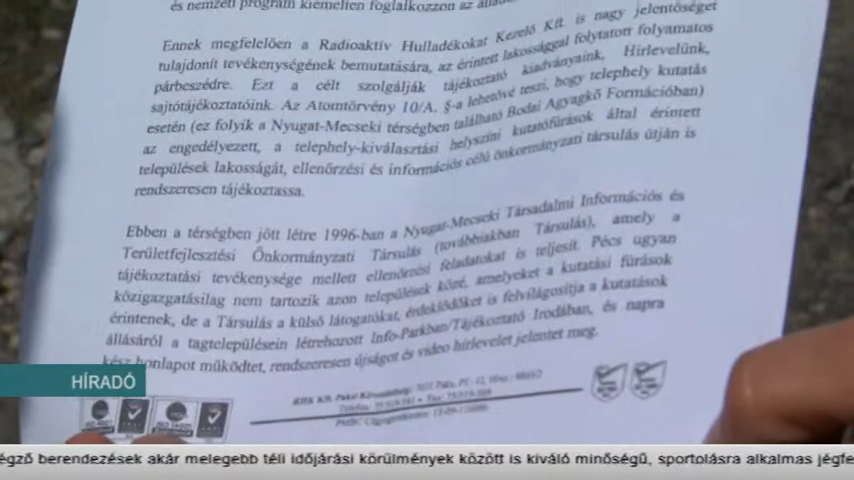 és nemzeti program kiemelten foglalkozzon az
Ennek megfelelően a Radioaktív Hulladékokat Kezelő Kft. is nagy jelentőséget
tulajdonít tevékenységének bemutatására, az érintett lakossággal folytatott folyamatos
párbeszédre. Ezt a célt szolgálják tájékoztató kiadványaink, Hírlevelünk,
sajtótájékoztatóink. Az Atomtörvény 10/A. §-a lehetővé teszi, hogy telephely kutatás
esetén (ez folyik a Nyugat-Mecseki térségben található Bodai Agyagkő Formációban)
az engedélyezett, a telephely-kiválasztási helyszíni kutatófúrások által érintett
települések lakosságát, ellenőrzési és információs célú önkormányzati társulás útján is
rendszeresen tájékoztassa.
Ebben a térségben jött létre 1996-ban a Nyugat-Mecseki Társadalmi Információs és
Területfejlesztési Önkormányzati Társulás (továbbiakban Társulás), amely a
tájékoztatási tevékenysége mellett ellenőrzési feladatokat is teljesít. Pécs ugyan
közigazgatásilag nem tartozik azon települések közé, amelyeket a kutatási fúrások
érintenek, de a Társulás a külső látogatókat, érdeklődőket is felvilágosítja a kutatások
állásáról a tagtelepülésein létrehozott Info-Parkban/Tájékoztató Irodában, és napra
kész honlapot működtet, rendszeresen újságot és video hírlevelet jelentet meg.
HÍRADÓ
RHK Kft.
égző berendezések akár melegebb téli időjárási körülmények között is kiváló minőségű, sportolásra alkalmas jégfe